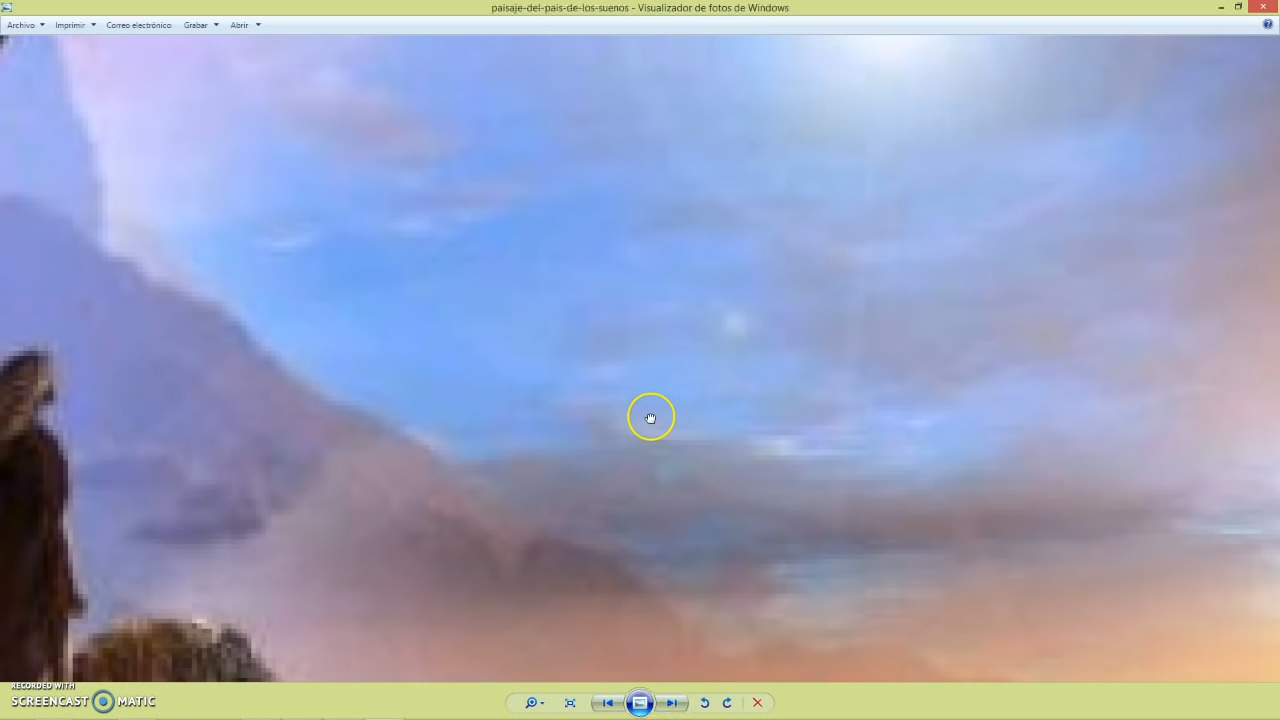 paisaje-del-pais-de-los-suenos - Visualizador de fotos de Windows
Archivo Imprimir Correo electrónico Grabar Abrir
RECORDED WITH
SCREENCAST MATIC